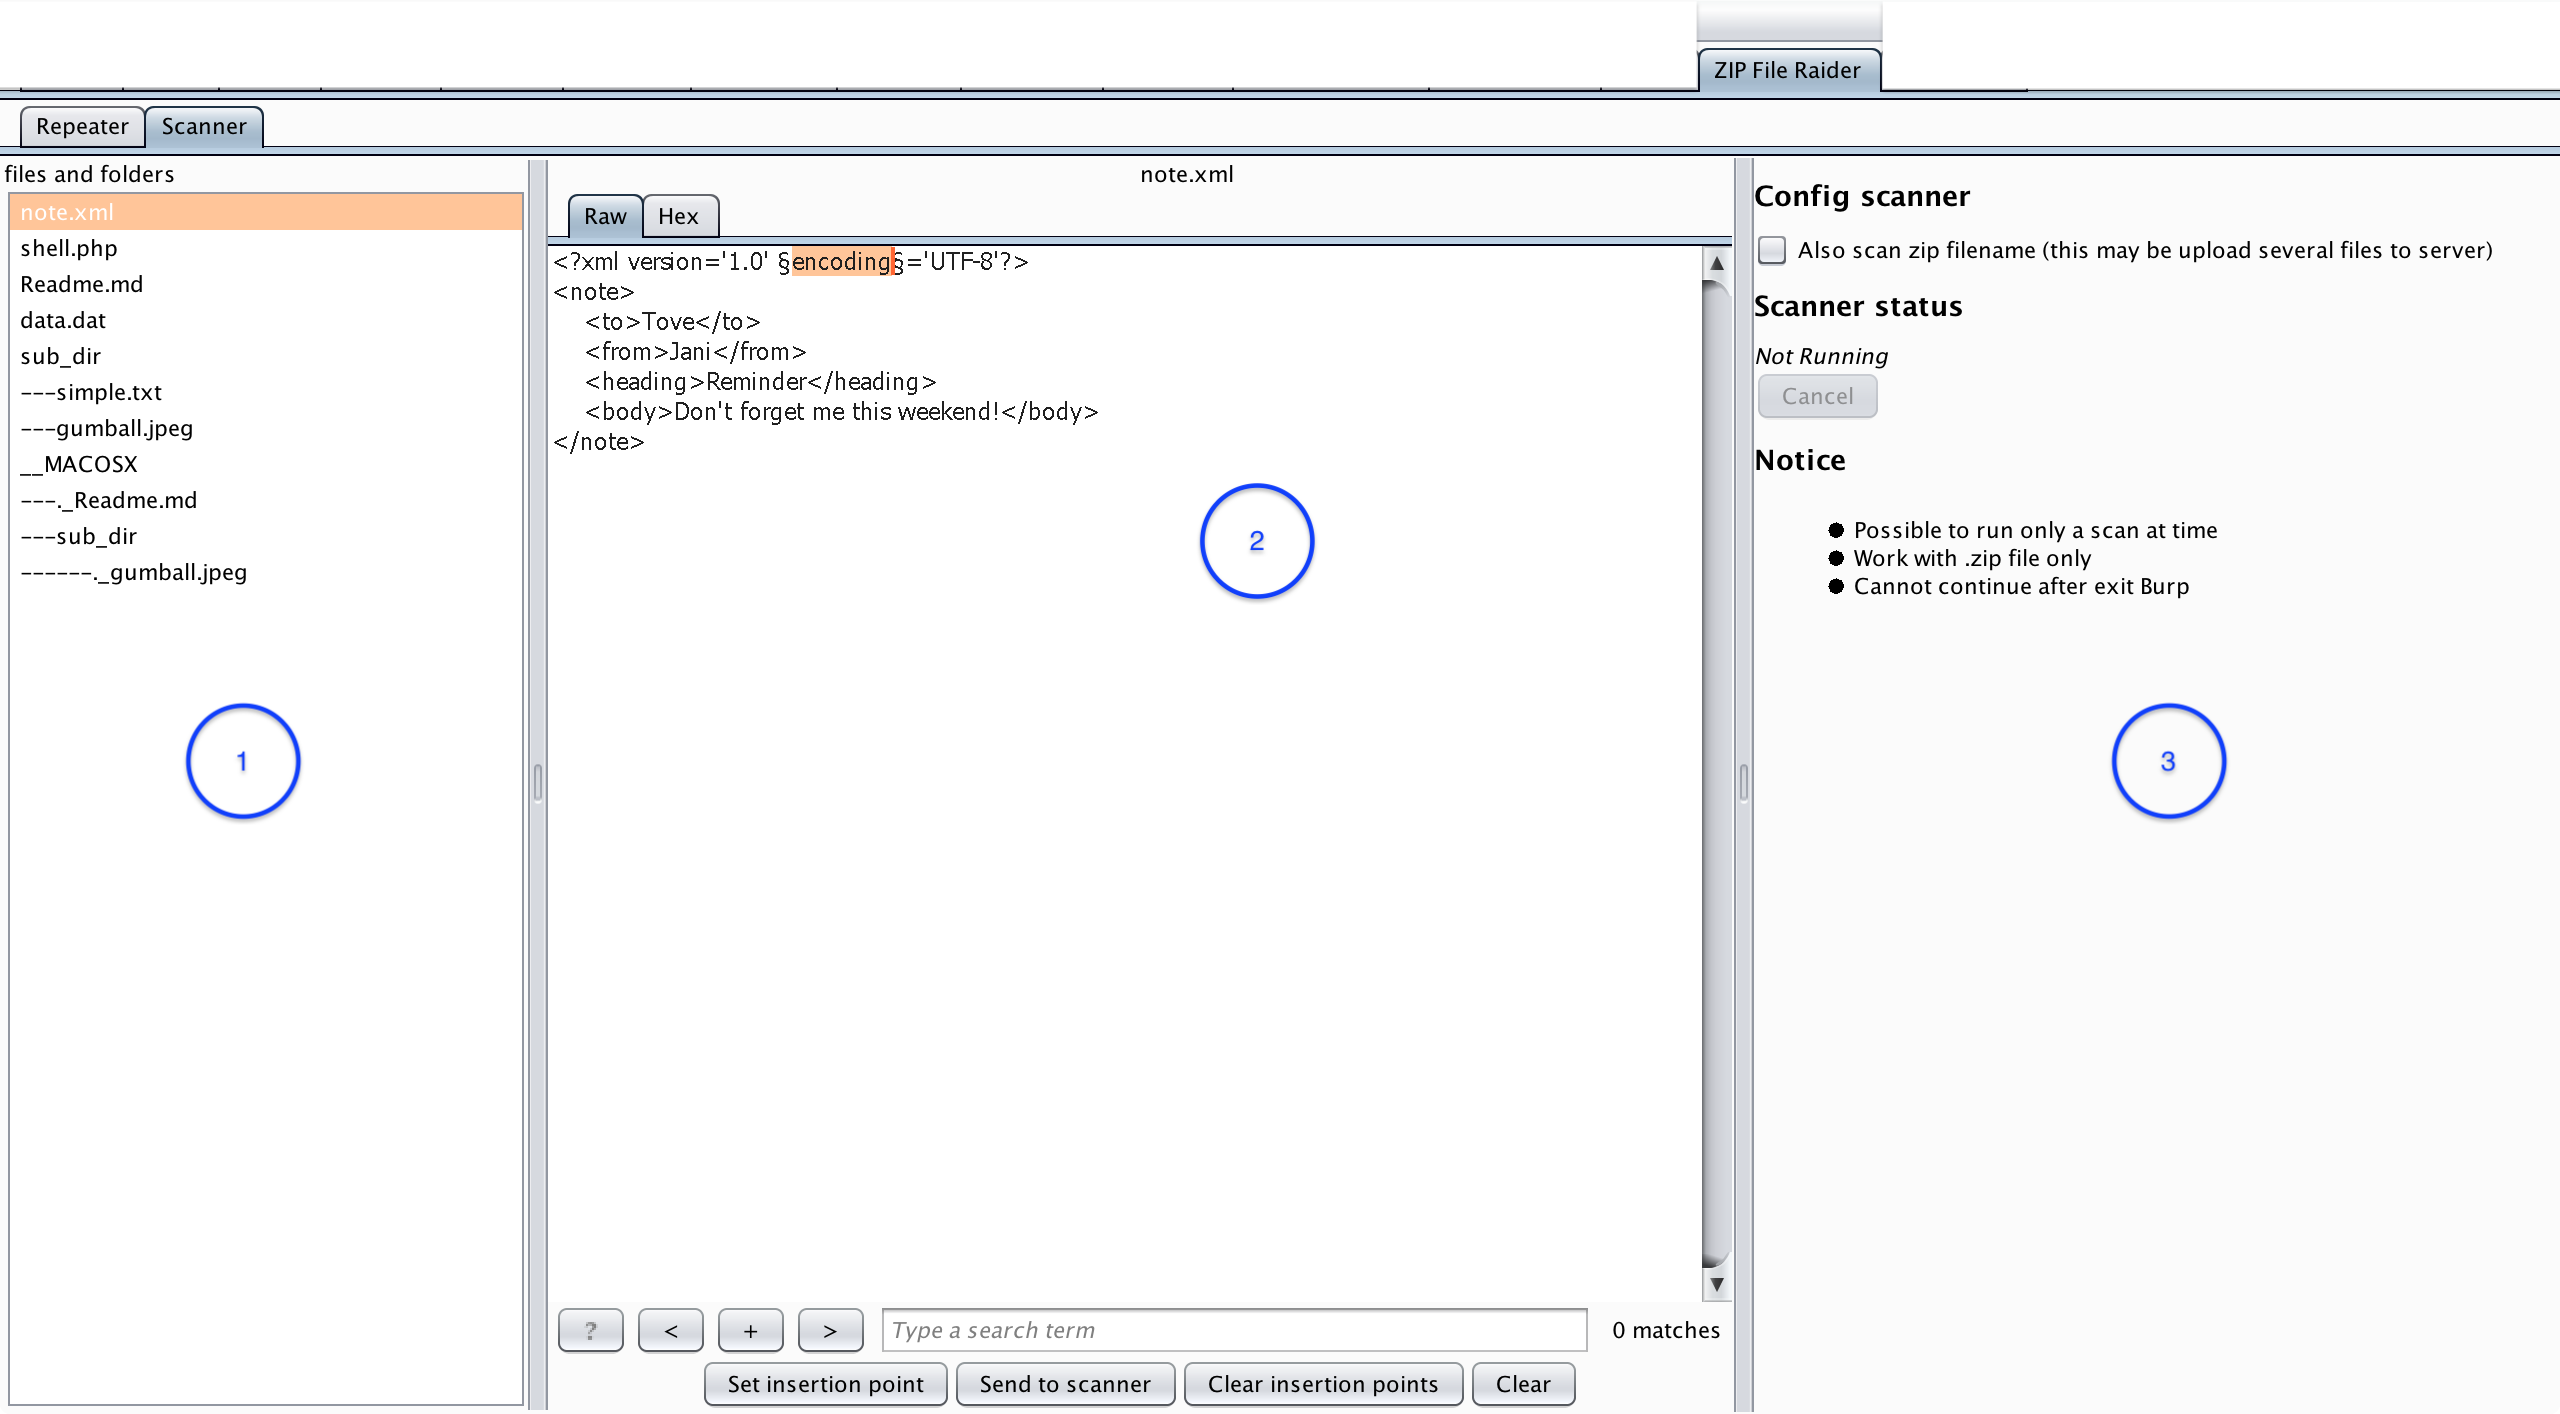 ZIP File Raider
Repeater
Scanner
files and folders
note.xml
shell.php
Readme.md
data.dat
sub_dir
---simple.txt
---gumball.jpeg
__MACOSX
---._Readme.md
---sub_dir
------._gumball.jpeg
1
note.xml
Raw
Hex
<?xml version='1.0' §encoding§='UTF-8'?>
<note>
<to>Tove</to>
<from>Jani</from>
<heading>Reminder</heading>
<body>Don't forget me this weekend!</body>
</note>
2
?
<
+
>
Type a search term
0 matches
Set insertion point
Send to scanner
Clear insertion points
Clear
Config scanner
Also scan zip filename (this may be upload several files to server)
Scanner status
Not Running
Cancel
Notice
● Possible to run only a scan at time
● Work with .zip file only
● Cannot continue after exit Burp
3